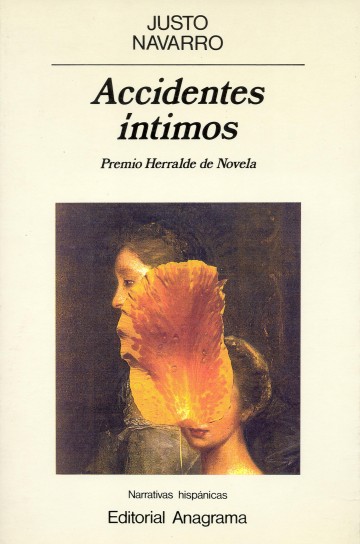 JUSTO
NAVARRO
Accidentes
íntimos
Premio Herralde de Novela
Narrativas hispánicas
Editorial Anagrama